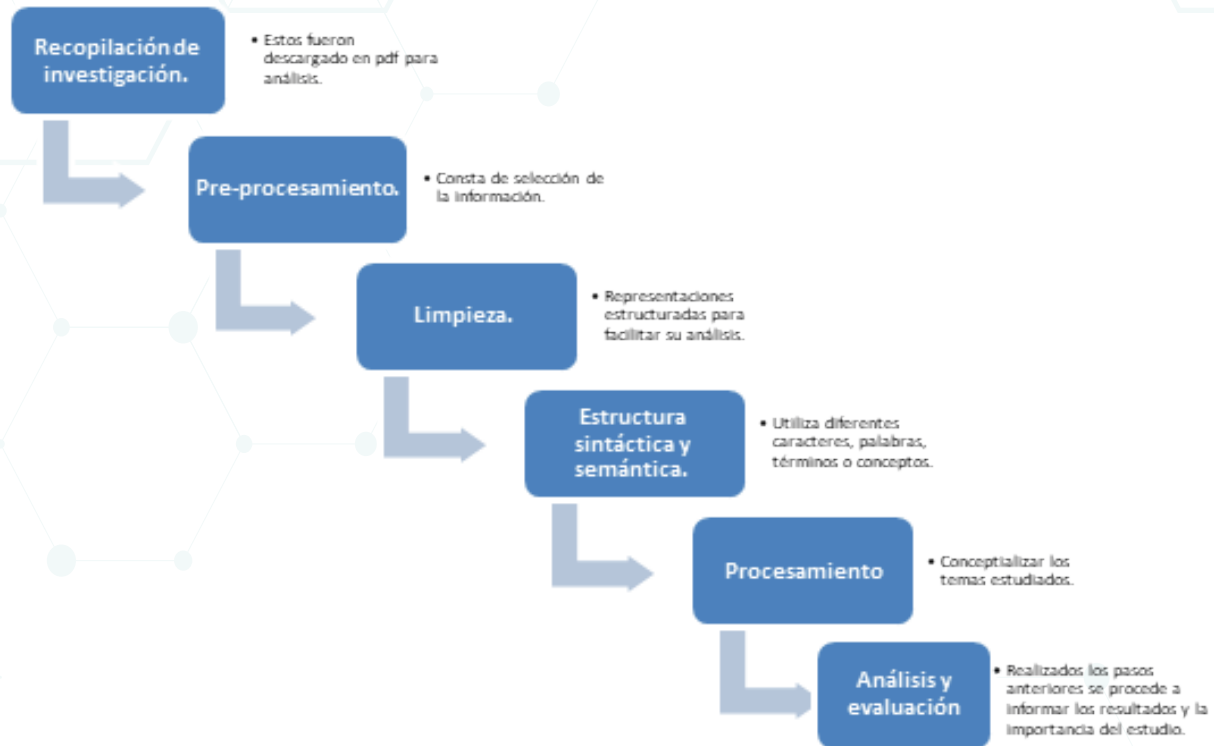 Recopilación de
investigación.
• Estos fueron
descargado en pdf para
análisis.
Pre-procesamiento.
• Consta de selección de
la información.
Limpieza.
• Representaciones
estructuradas para
facilitar su análisis.
Estructura
sintáctica y
semántica.
• Utiliza diferentes
caracteres, palabras,
términos o conceptos.
Procesamiento
• Conceptializar los
temas estudiados.
Análisis y
evaluación
• Realizados los pasos
anteriores se procede a
informar los resultados y la
importancia del estudio.